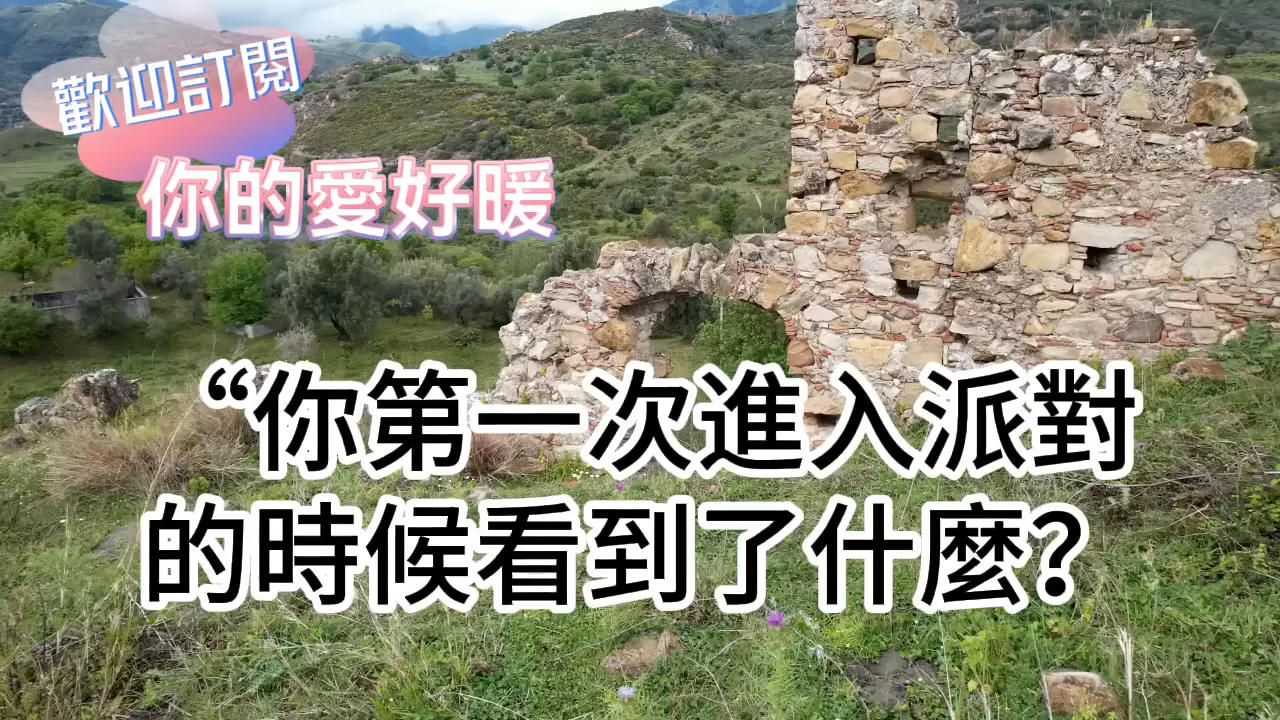 歡迎訂閱
你的愛好暖
“你第一次進入派對
的時候看到了什麼？